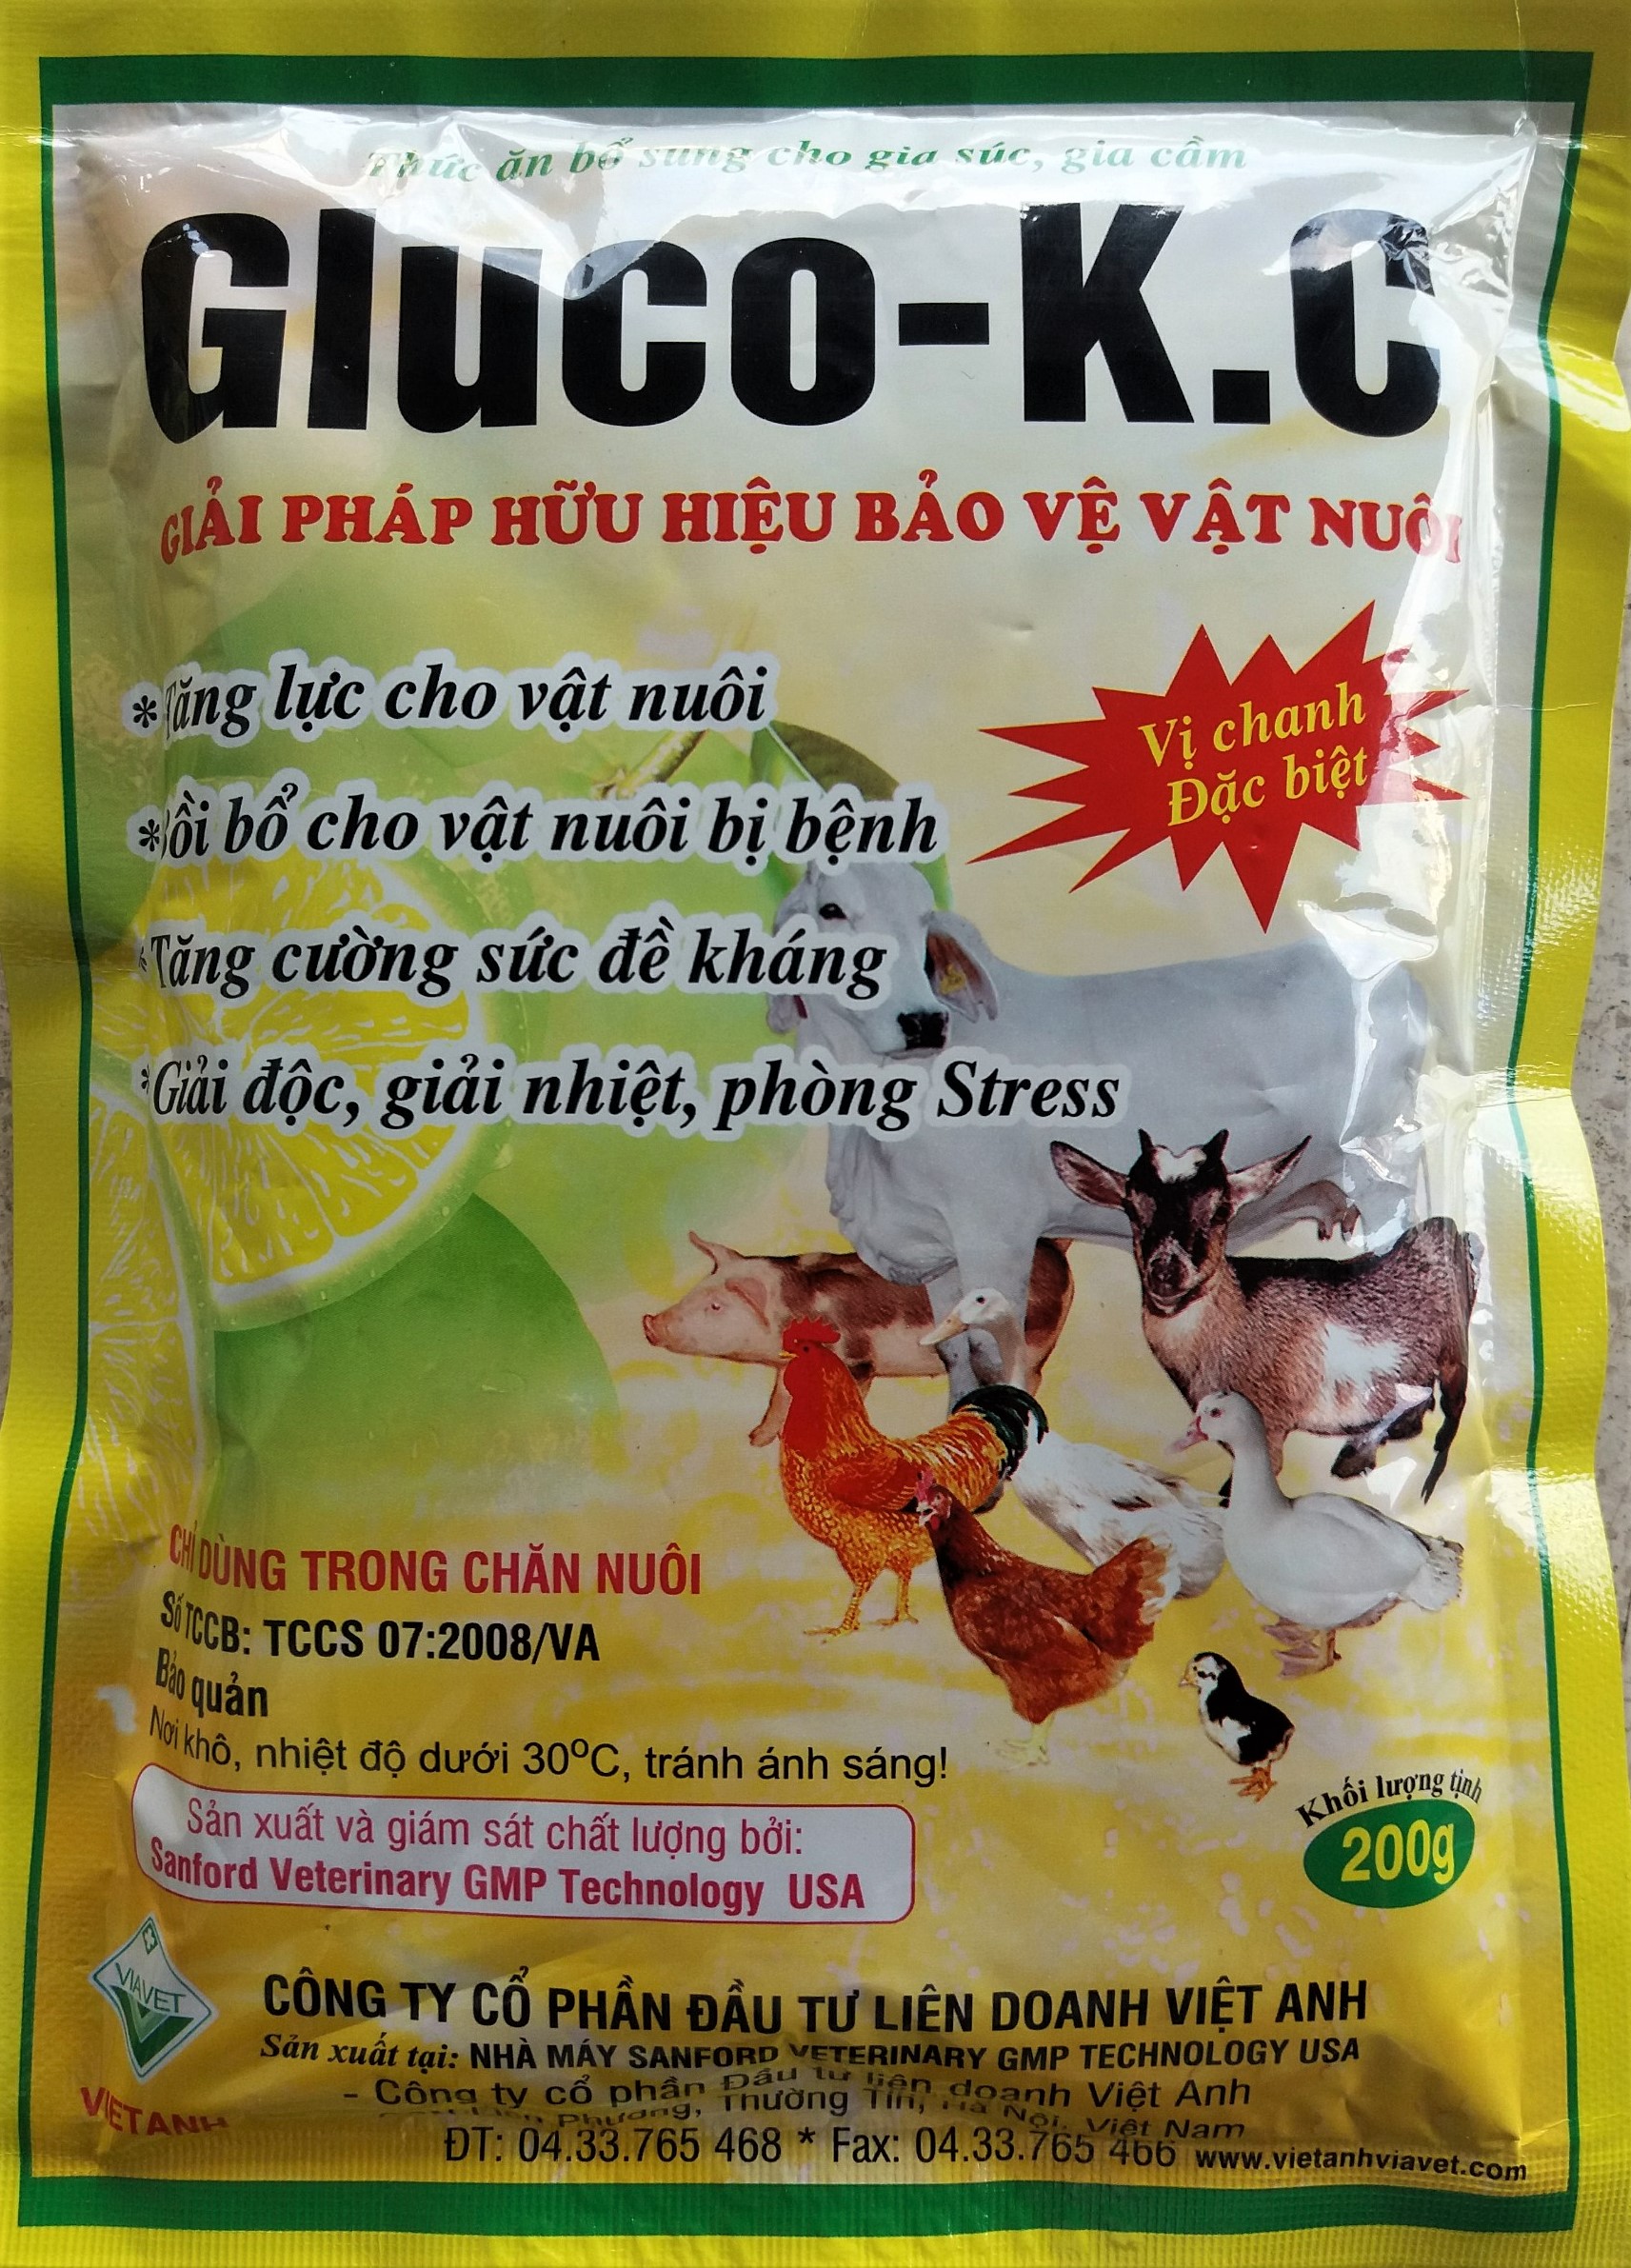 Thức ăn bổ sung cho gia súc, gia cầm
Gluco-K.C
GIẢI PHÁP HỮU HIỆU BẢO VỆ VẬT NUÔI
*Tăng lực cho vật nuôi
Vị chanh
Đặc biệt
*Bồi bổ cho vật nuôi bị bệnh
*Tăng cường sức đề kháng
*Giải độc, giải nhiệt, phòng Stress
CHỈ DÙNG TRONG CHĂN NUÔI
Số TCCB: TCCS 07:2008/VA
Bảo quản
Nơi khô, nhiệt độ dưới 30ºC, tránh ánh sáng!
Khối lượng tịnh
200g
Sản xuất và giám sát chất lượng bởi:
Sanford Veterinary GMP Technology USA
VIAVET
VIETANH
CÔNG TY CỔ PHẦN ĐẦU TƯ LIÊN DOANH VIỆT ANH
Sản xuất tại: NHÀ MÁY SANFORD VETERINARY GMP TECHNOLOGY USA
- Công ty cổ phần Đầu tư liên doanh Việt Anh
Phương, Thường Tín, Hà Nội, Việt Nam
ĐT: 04.33.765 468 * Fax: 04.33.765 466 www.vietanhviavet.com